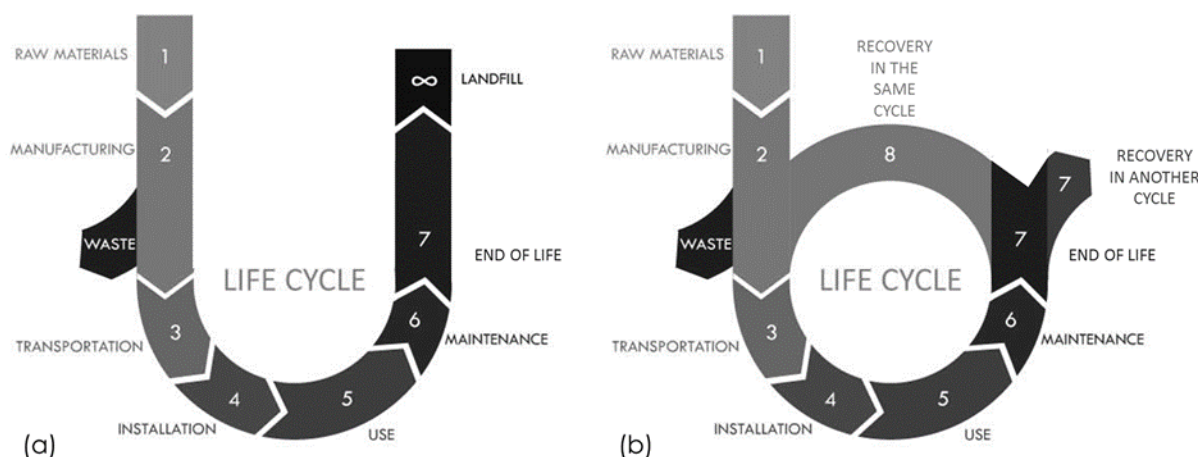 RAW MATERIALS
1
MANUFACTURING
2
WASTE
TRANSPORTATION
3
INSTALLATION
4
5
USE
6
MAINTENANCE
7
END OF LIFE
∞
LANDFILL
LIFE CYCLE
(a)
RAW MATERIALS
1
MANUFACTURING
2
WASTE
TRANSPORTATION
3
INSTALLATION
4
5
USE
6
MAINTENANCE
7
END OF LIFE
7
RECOVERY
IN ANOTHER
CYCLE
8
RECOVERY
IN THE
SAME
CYCLE
LIFE CYCLE
(b)